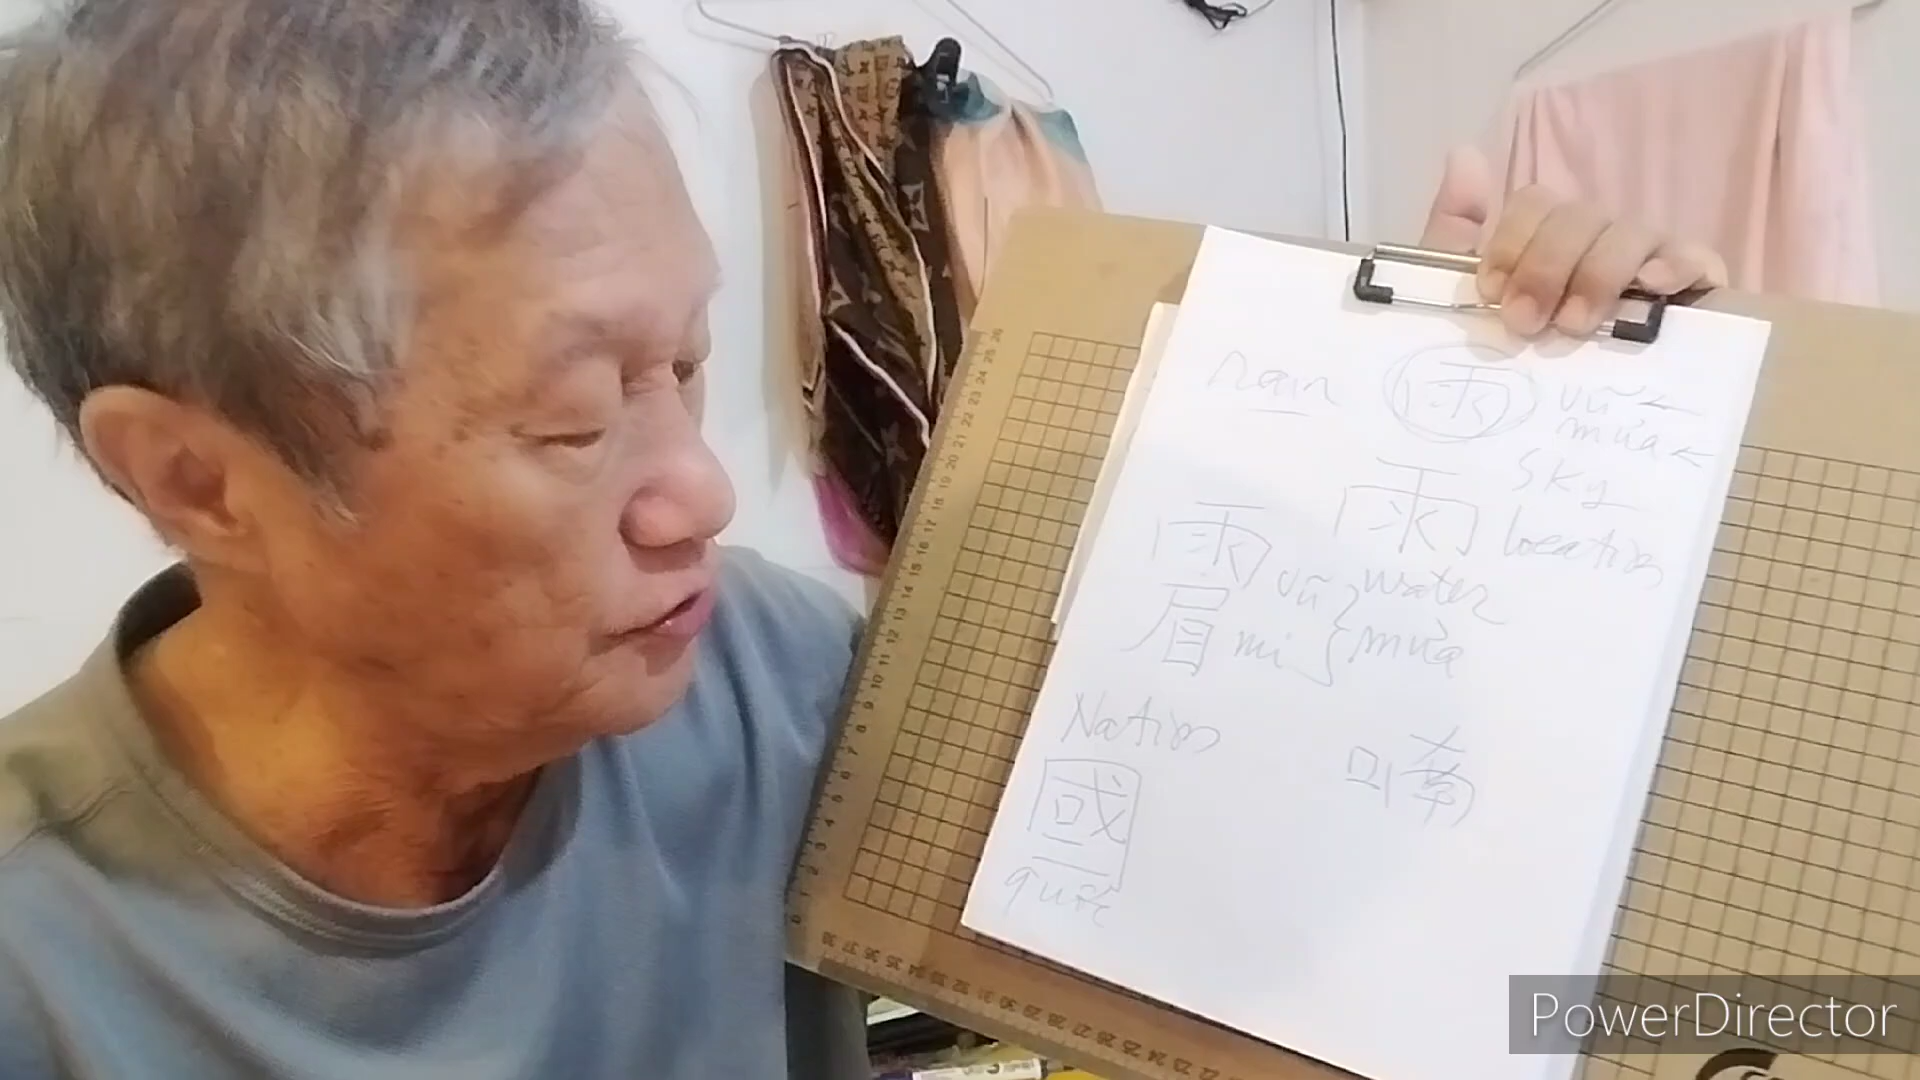 rain 雨 vũ ←
mưa ←
sky
雨 location
雨 vũ } water
眉 mi } mưa
Nation
國
quốc
PowerDirector